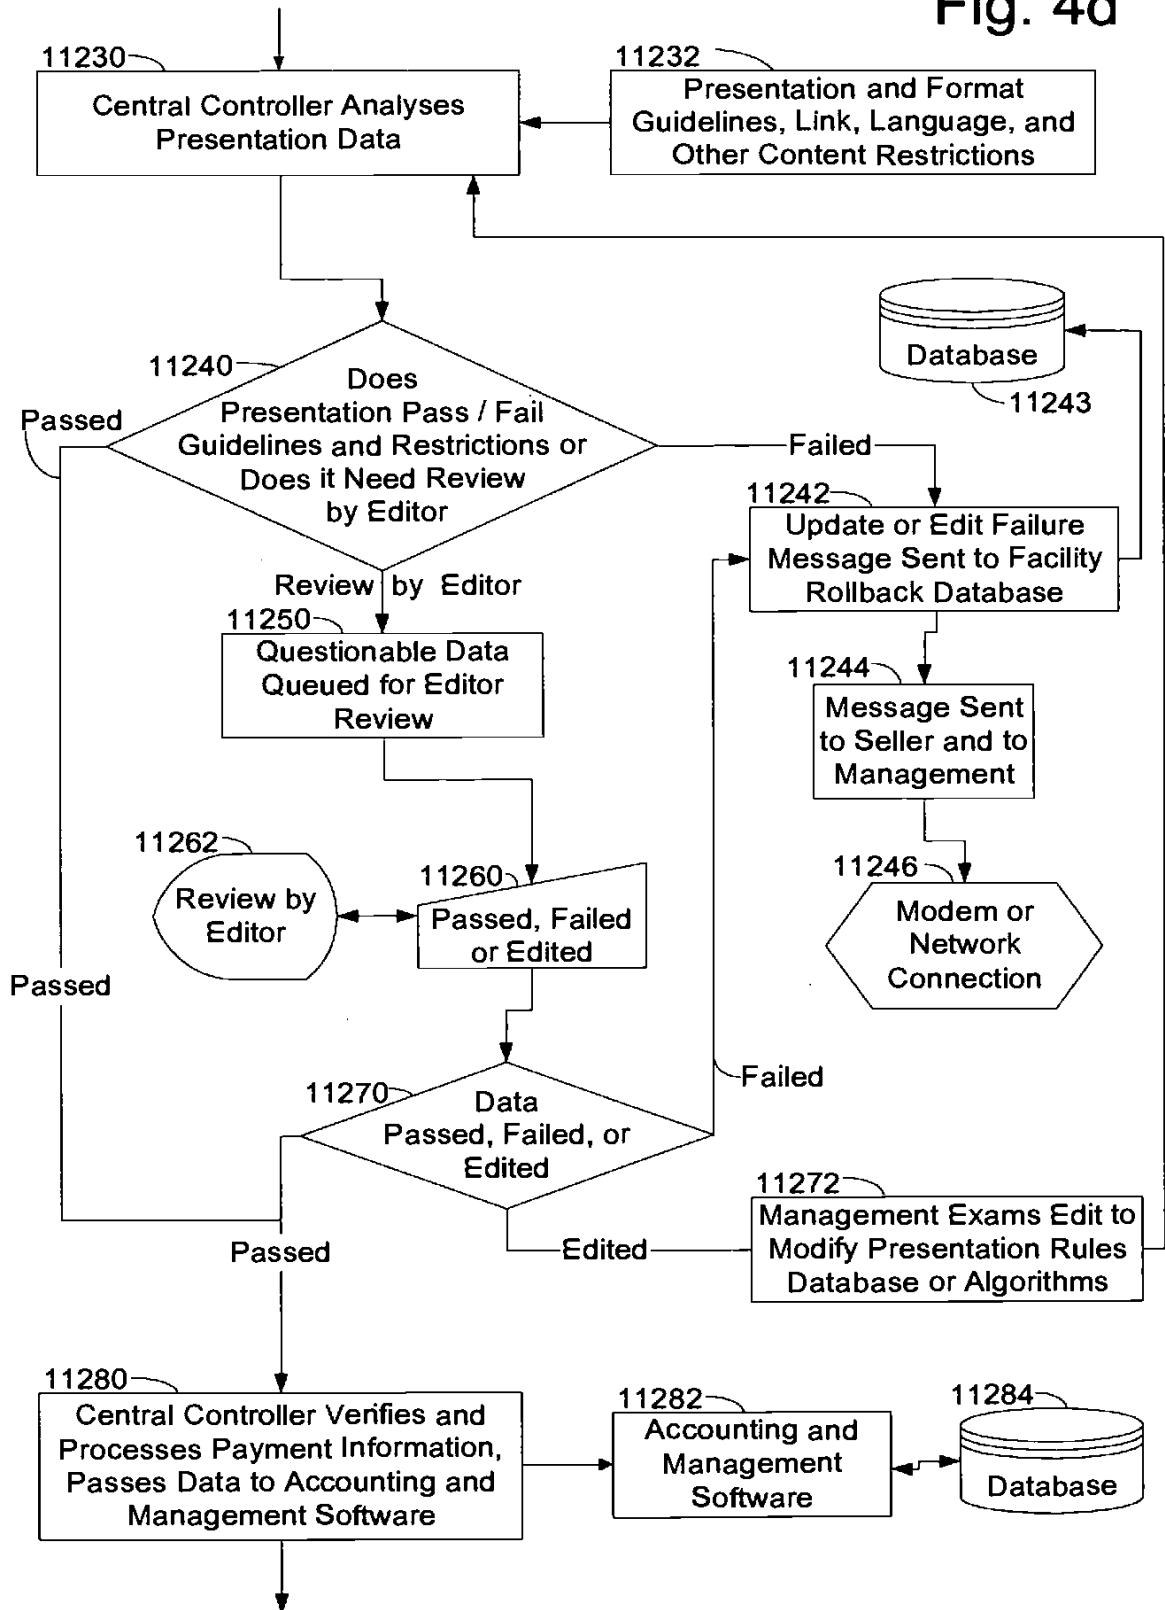 Fig. 4d
11230
Central Controller Analyses
Presentation Data
11232
Presentation and Format
Guidelines, Link, Language, and
Other Content Restrictions
11240
Does
Presentation Pass / Fail
Guidelines and Restrictions or
Does it Need Review
by Editor
Passed
Failed
Database
11243
11242
Update or Edit Failure
Message Sent to Facility
Rollback Database
Review by Editor
11250
Questionable Data
Queued for Editor
Review
11244
Message Sent
to Seller and to
Management
11262
Review by
Editor
11260
Passed, Failed
or Edited
11246
Modem or
Network
Connection
Passed
Failed
11270
Data
Passed, Failed, or
Edited
11272
Management Exams Edit to
Modify Presentation Rules
Database or Algorithms
Edited
Passed
11280
Central Controller Verifies and
Processes Payment Information,
Passes Data to Accounting and
Management Software
11282
Accounting and
Management
Software
11284
Database